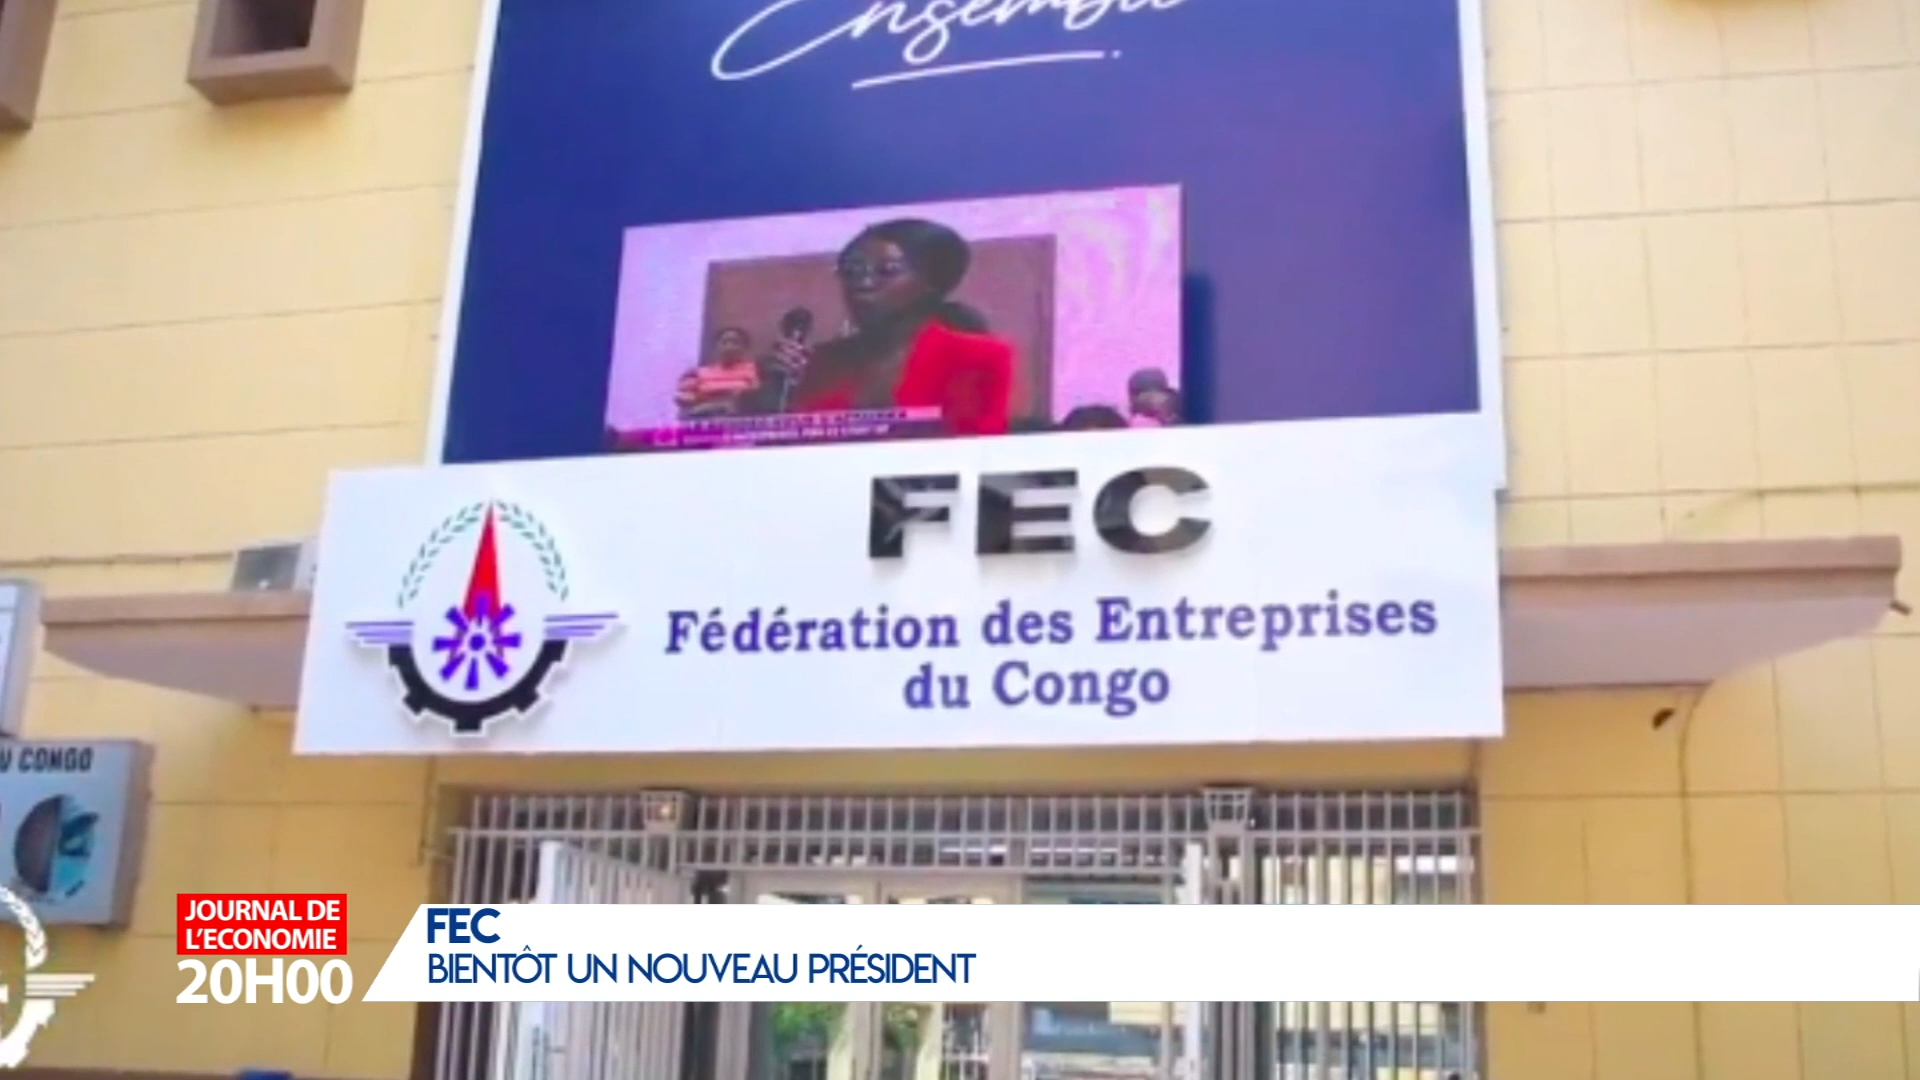 Ensemble
FEC
Fédération des Entreprises
du Congo
U CONGO
JOURNAL DE
L'ECONOMIE
20H00
FEC
BIENTÔT UN NOUVEAU PRÉSIDENT